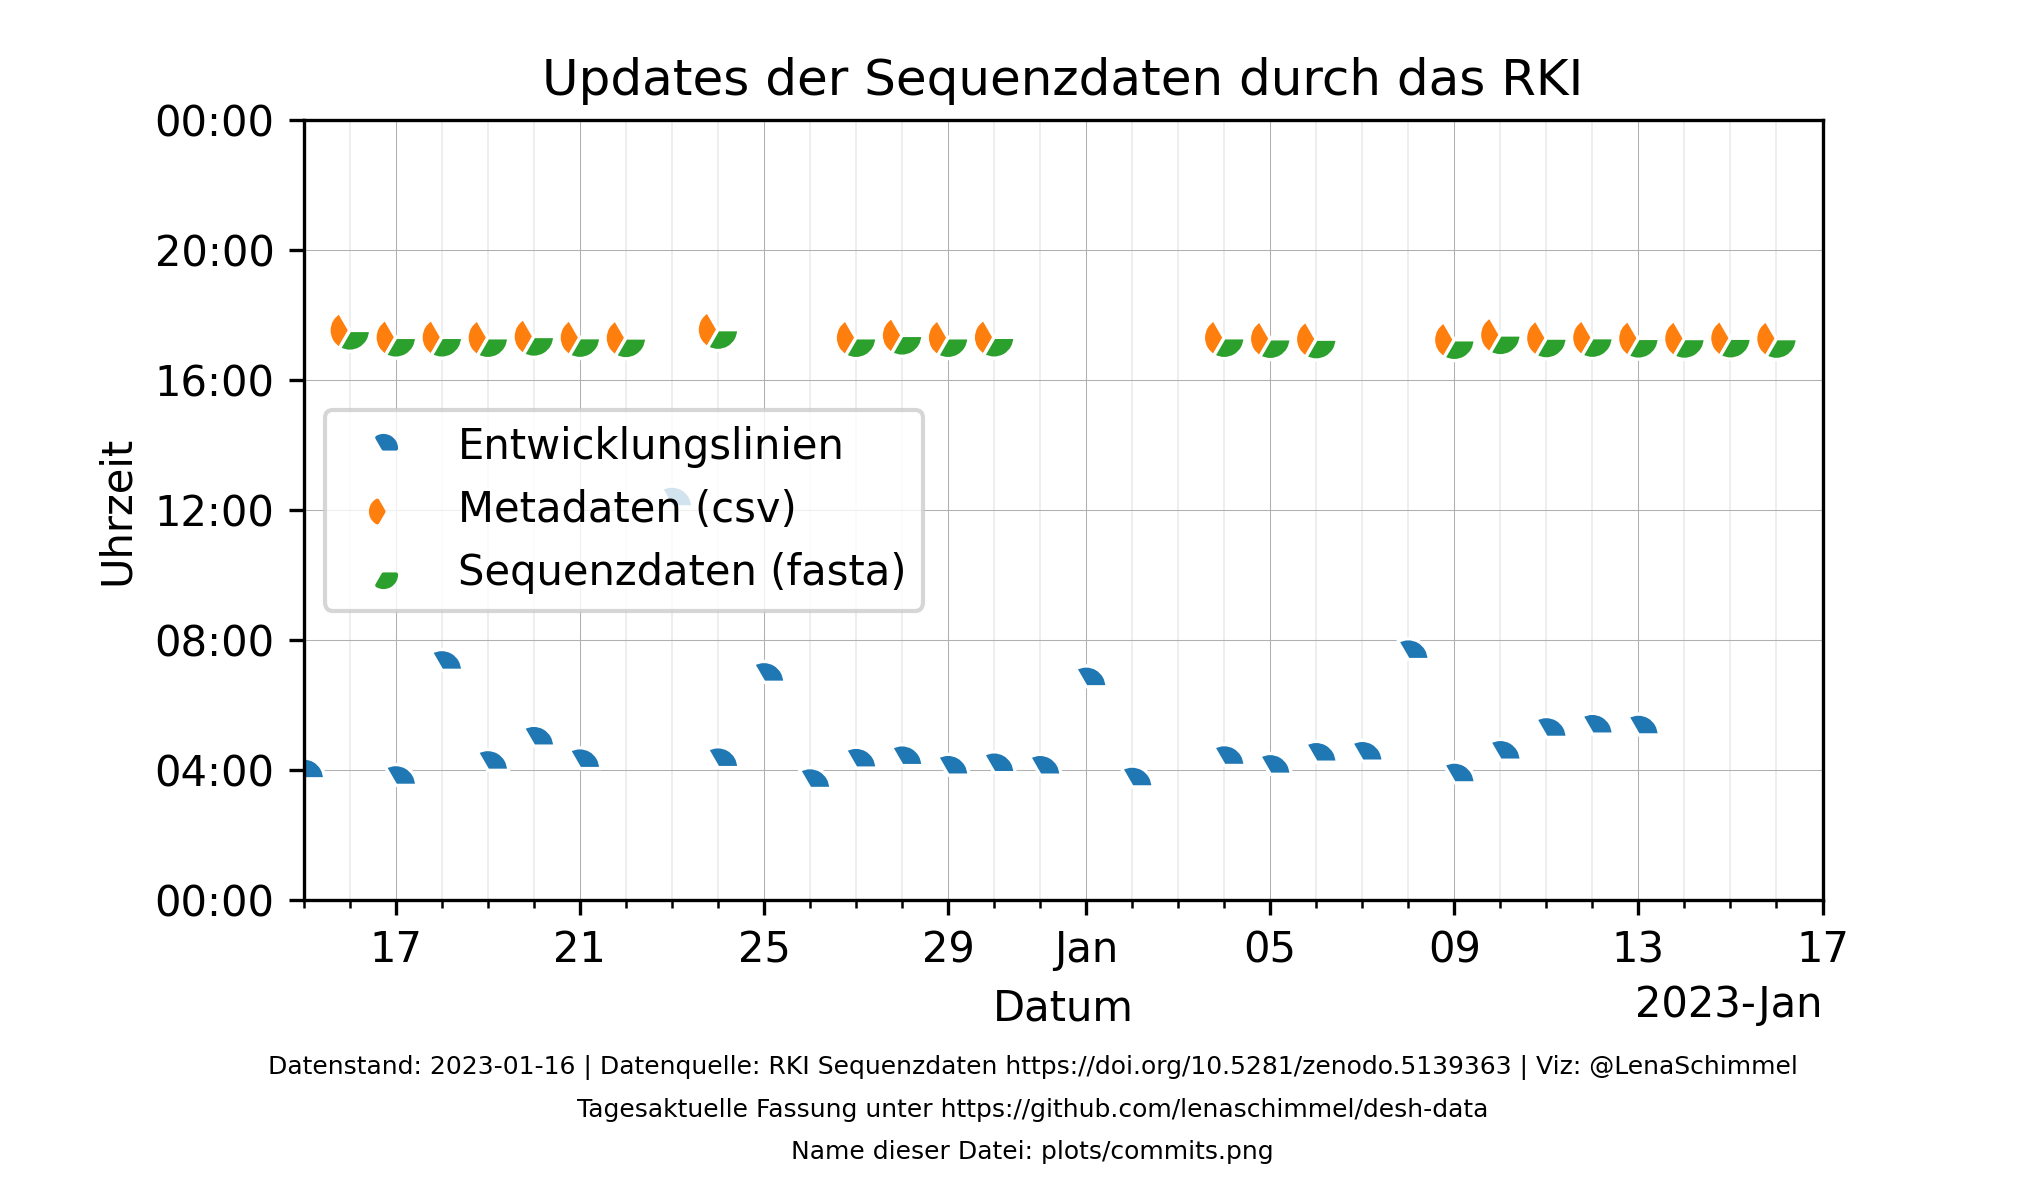 Updates der Sequenzdaten durch das RKI
00:00
20:00
16:00
12:00
08:00
04:00
00:00
Uhrzeit
Entwicklungslinien
Metadaten (csv)
Sequenzdaten (fasta)
17 21 25 29 Jan 05 09 13 17
Datum
2023-Jan
Datenstand: 2023-01-16 | Datenquelle: RKI Sequenzdaten https://doi.org/10.5281/zenodo.5139363 | Viz: @LenaSchimmel
Tagesaktuelle Fassung unter https://github.com/lenaschimmel/desh-data
Name dieser Datei: plots/commits.png